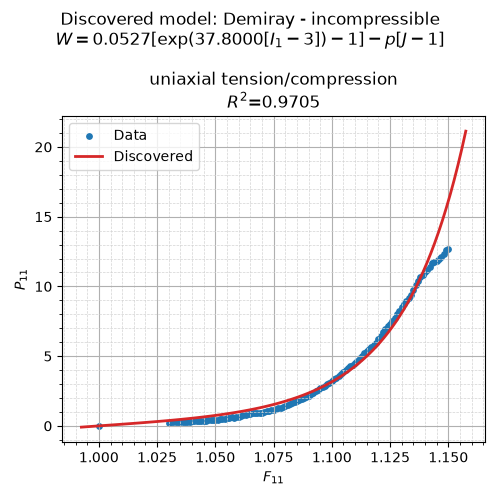 Discovered model: Demiray - incompressible
W = 0.0527[exp(37.8000[I₁ − 3]) − 1] − p[J − 1]
uniaxial tension/compression
R²=0.9705
Data
Discovered
20
15
10
5
0
P₁₁
1.000 1.025 1.050 1.075 1.100 1.125 1.150
F₁₁